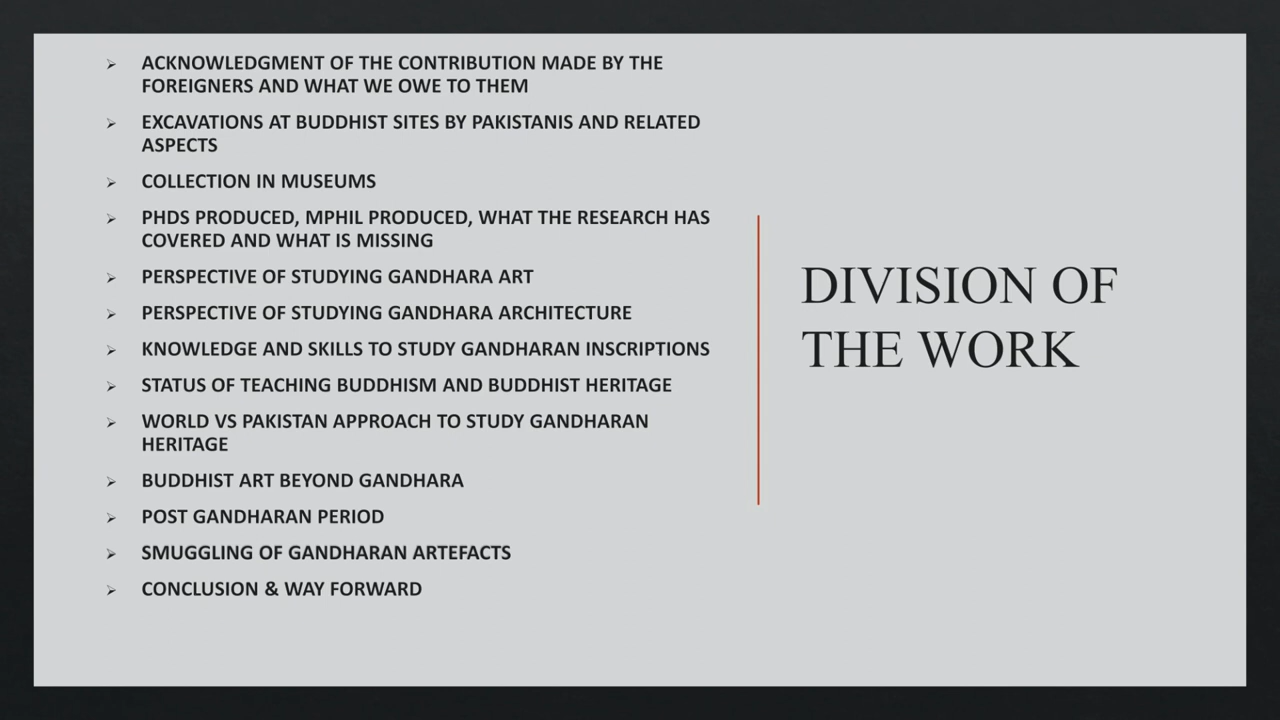 ACKNOWLEDGMENT OF THE CONTRIBUTION MADE BY THE
FOREIGNERS AND WHAT WE OWE TO THEM
EXCAVATIONS AT BUDDHIST SITES BY PAKISTANIS AND RELATED
ASPECTS
COLLECTION IN MUSEUMS
PHDS PRODUCED, MPHIL PRODUCED, WHAT THE RESEARCH HAS
COVERED AND WHAT IS MISSING
PERSPECTIVE OF STUDYING GANDHARA ART
PERSPECTIVE OF STUDYING GANDHARA ARCHITECTURE
KNOWLEDGE AND SKILLS TO STUDY GANDHARAN INSCRIPTIONS
STATUS OF TEACHING BUDDHISM AND BUDDHIST HERITAGE
WORLD VS PAKISTAN APPROACH TO STUDY GANDHARAN
HERITAGE
BUDDHIST ART BEYOND GANDHARA
POST GANDHARAN PERIOD
SMUGGLING OF GANDHARAN ARTEFACTS
CONCLUSION & WAY FORWARD
DIVISION OF
THE WORK